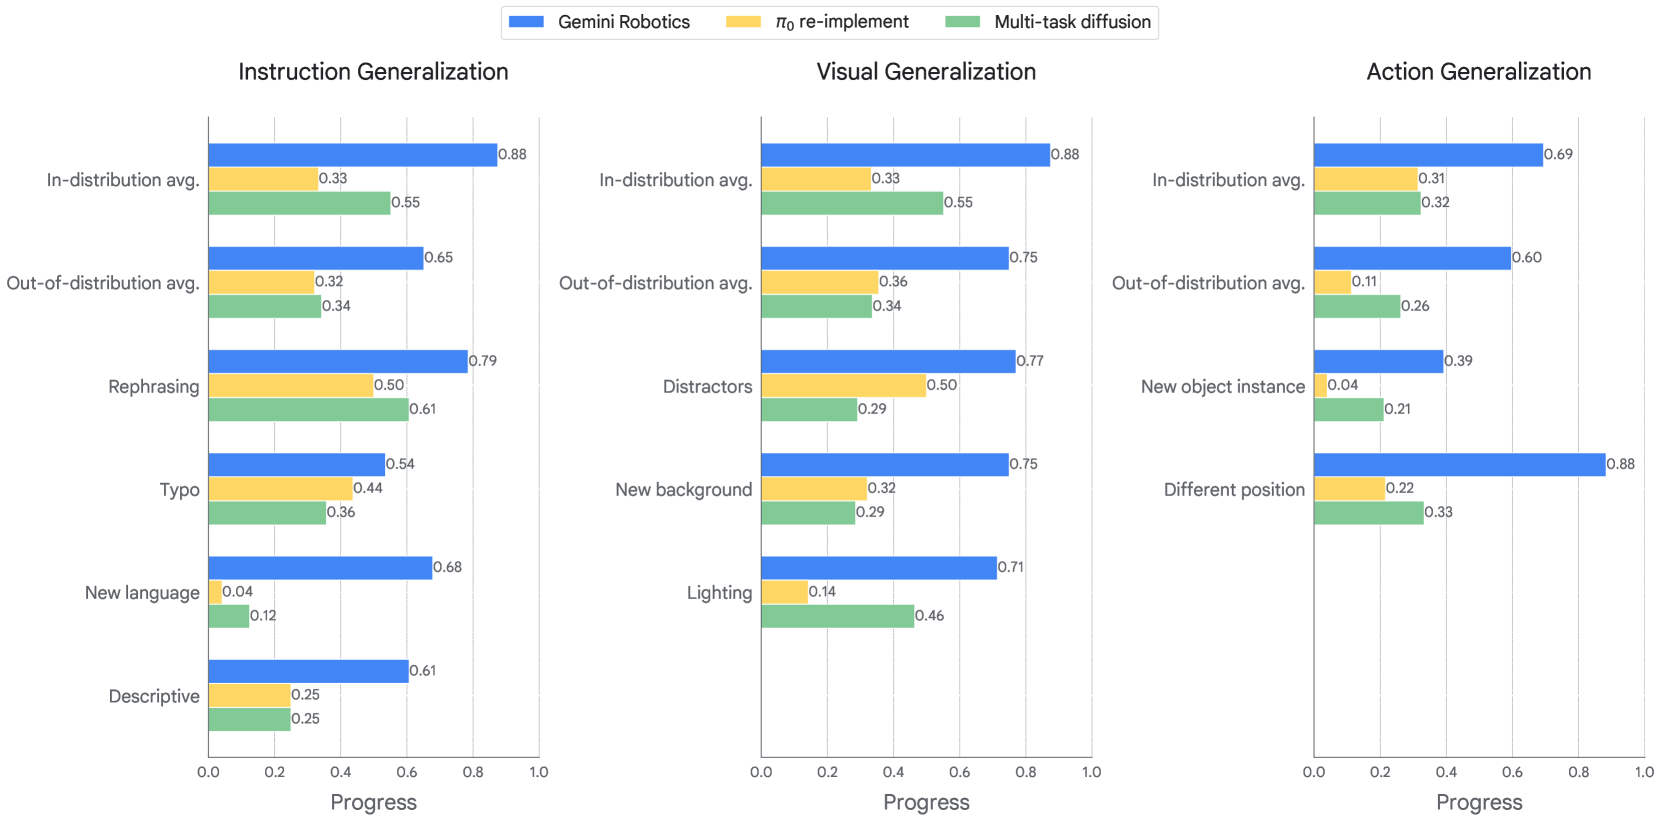 Gemini Robotics
π0 re-implement
Multi-task diffusion
Instruction Generalization
In-distribution avg.
0.88
0.33
0.55
Out-of-distribution avg.
0.65
0.32
0.34
Rephrasing
0.79
0.50
0.61
Typo
0.54
0.44
0.36
New language
0.68
0.04
0.12
Descriptive
0.61
0.25
0.25
0.0 0.2 0.4 0.6 0.8 1.0
Progress
Visual Generalization
In-distribution avg.
0.88
0.33
0.55
Out-of-distribution avg.
0.75
0.36
0.34
Distractors
0.77
0.50
0.29
New background
0.75
0.32
0.29
Lighting
0.71
0.14
0.46
0.0 0.2 0.4 0.6 0.8 1.0
Progress
Action Generalization
In-distribution avg.
0.69
0.31
0.32
Out-of-distribution avg.
0.60
0.11
0.26
New object instance
0.39
0.04
0.21
Different position
0.88
0.22
0.33
0.0 0.2 0.4 0.6 0.8 1.0
Progress